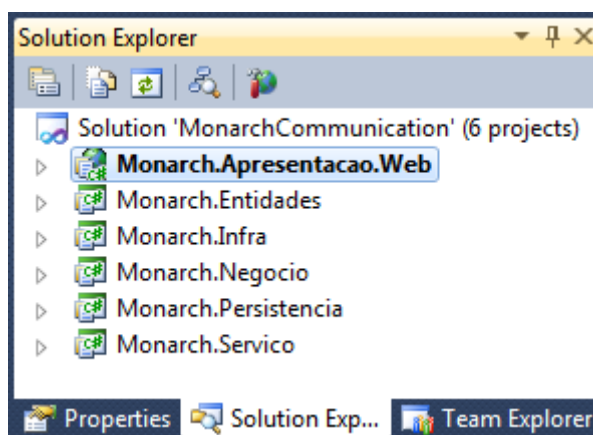 Solution Explorer
Solution 'MonarchCommunication' (6 projects)
Monarch.Apresentacao.Web
Monarch.Entidades
Monarch.Infra
Monarch.Negocio
Monarch.Persistencia
Monarch.Servico
Properties Solution Exp... Team Explorer